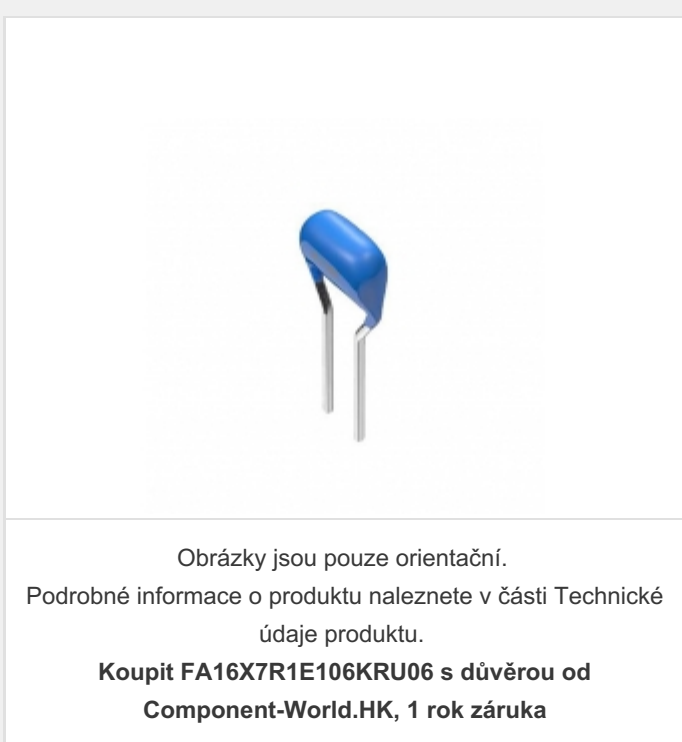 Obrázky jsou pouze orientační.
Podrobné informace o produktu naleznete v části Technické
údaje produktu.
Koupit FA16X7R1E106KRU06 s důvěrou od
Component-World.HK, 1 rok záruka